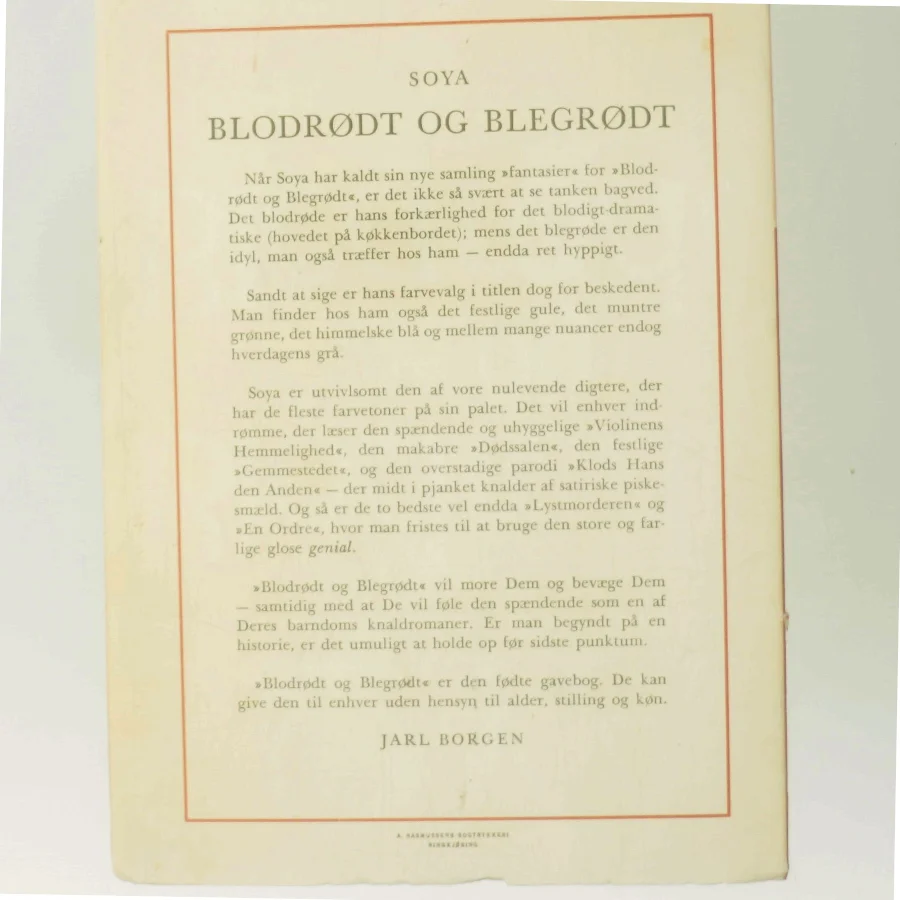 SOYA
BLODRØDT OG BLEGRØDT
Når Soya har kaldt sin nye samling »fantasier« for »Blod-
rødt og Blegrødt«, er det ikke så svært at se tanken bagved.
Det blodrøde er hans forkærlighed for det blodigt-drama-
tiske (hovedet på køkkenbordet); mens det blegrøde er den
idyl, man også træffer hos ham — endda ret hyppigt.
Sandt at sige er hans farvevalg i titlen dog for beskedent.
Man finder hos ham også det festlige gule, det muntre
grønne, det himmelske blå og mellem mange nuancer endog
hverdagens grå.
Soya er utvivlsomt den af vore nulevende digtere, der
har de fleste farvetoner på sin palet. Det vil enhver ind-
rømme, der læser den spændende og uhyggelige »Violinens
Hemmelighed«, den makabre »Dødssalen«, den festlige
»Gemmestedet«, og den overstadige parodi »Klods Hans
den Anden« — der midt i pjanket knalder af satiriske piske-
smæld. Og så er de to bedste vel endda »Lystmorderen« og
»En Ordre«, hvor man fristes til at bruge den store og far-
lige glose genial.
»Blodrødt og Blegrødt« vil more Dem og bevæge Dem
— samtidig med at De vil føle den spændende som en af
Deres barndoms knaldromaner. Er man begyndt på en
historie, er det umuligt at holde op før sidste punktum.
»Blodrødt og Blegrødt« er den fødte gavebog. De kan
give den til enhver uden hensyn til alder, stilling og køn.
JARL BORGEN
A. RASMUSSENS BOGTRYKKERI
RINGKJØBING